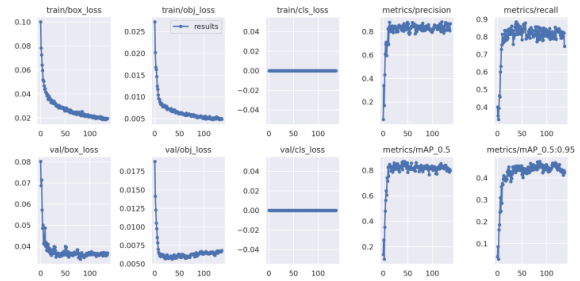 train/box_loss
train/obj_loss
train/cls_loss
metrics/precision
metrics/recall
0.10
0.08
0.06
0.04
0.02
0 50 100
results
0.025
0.020
0.015
0.010
0.005
0 50 100
0.04
0.02
0.00
−0.02
−0.04
0 50 100
0.8
0.6
0.4
0.2
0 50 100
0.9
0.8
0.7
0.6
0.5
0.4
0 50 100
val/box_loss
val/obj_loss
val/cls_loss
metrics/mAP_0.5
metrics/mAP_0.5:0.95
0.08
0.07
0.06
0.05
0.04
0 50 100
0.0175
0.0150
0.0125
0.0100
0.0075
0.0050
0 50 100
0.04
0.02
0.00
−0.02
−0.04
0 50 100
0.8
0.6
0.4
0.2
0 50 100
0.4
0.3
0.2
0.1
0 50 100